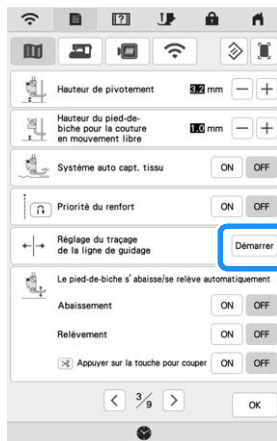 Hauteur de pivotement
3.2 mm
Hauteur du pied-de-
biche pour la couture
en mouvement libre
1.0 mm
Système auto capt. tissu
ON OFF
Priorité du renfort
ON OFF
Réglage du traçage
de la ligne de guidage
Démarrer
Le pied-de-biche s'abaisse/se relève automatiquement
Abaissement
ON OFF
Relèvement
ON OFF
Appuyer sur la touche pour couper
ON OFF
< 3/9 >
OK